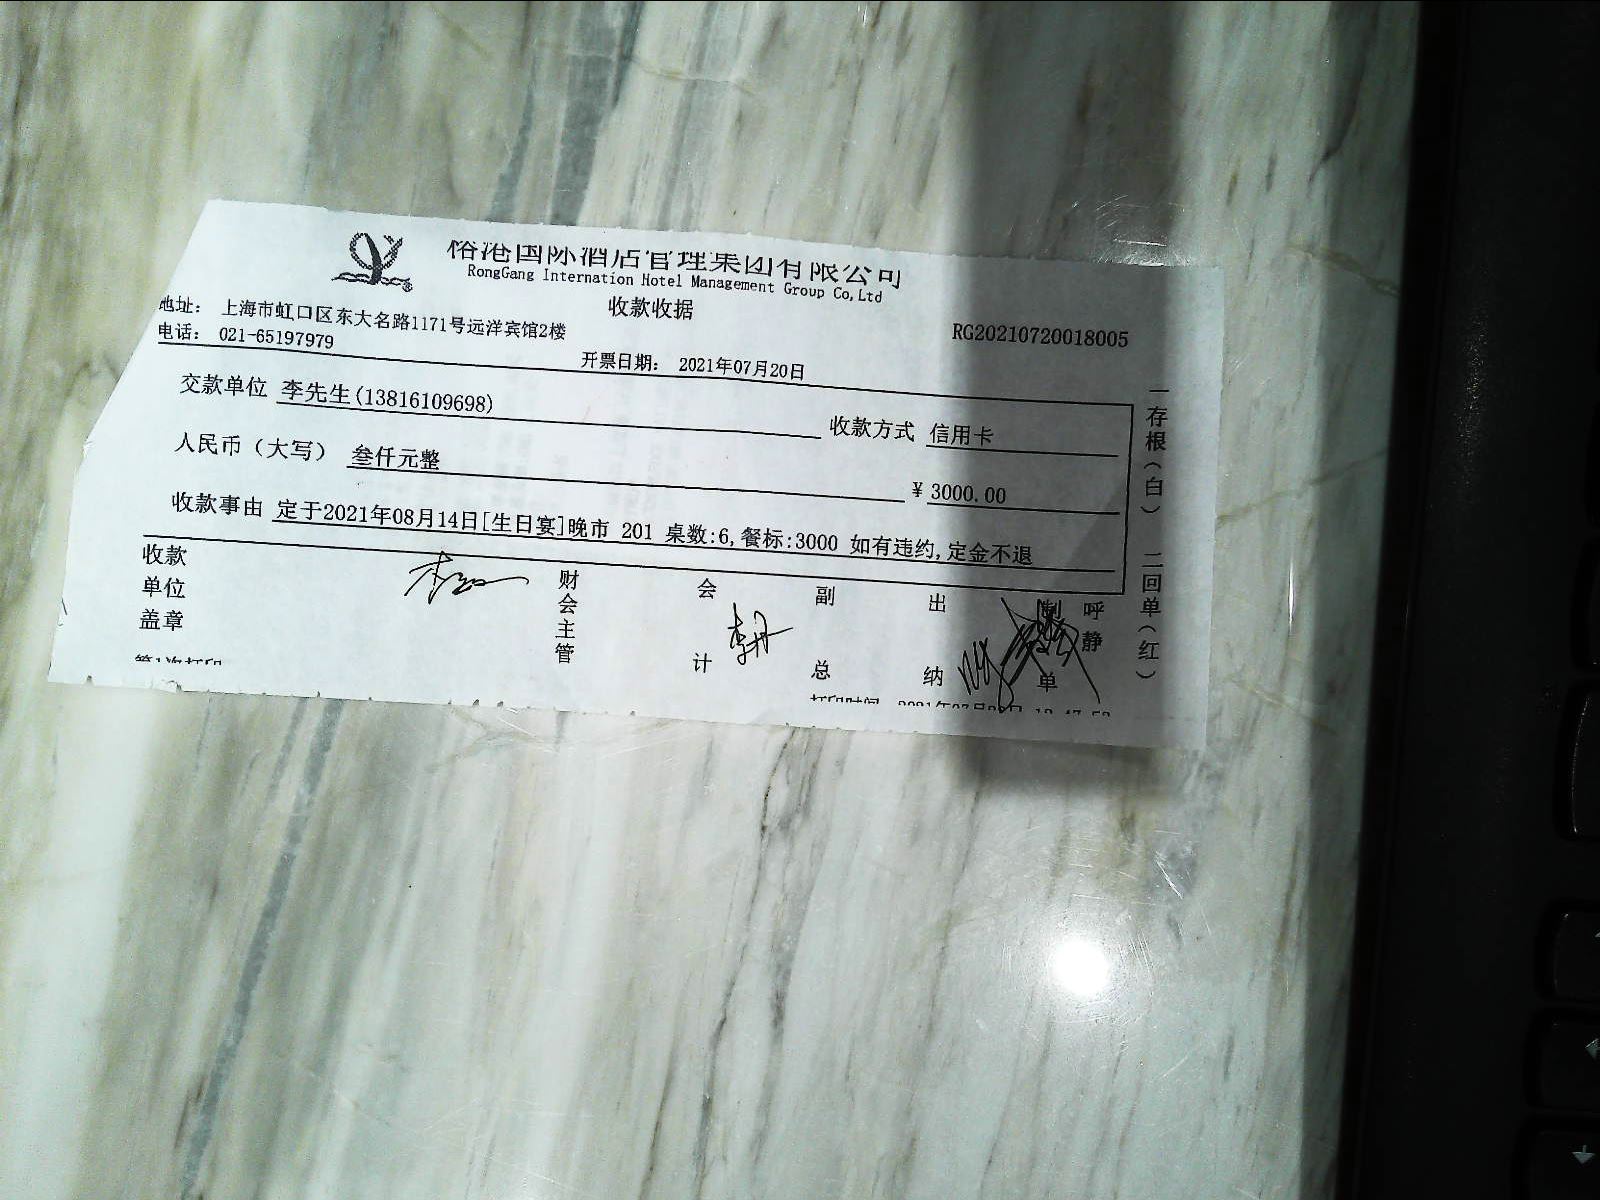 裕港国际酒店管理集团有限公司
RongGang Internation Hotel Management Group Co,Ltd
收款收据
地址: 上海市虹口区东大名路1171号远洋宾馆2楼
RG20210720018005
电话: 021-65197979
开票日期: 2021年07月20日
交款单位 李先生(13816109698)
收款方式 信用卡
人民币（大写） 叁仟元整
¥ 3000.00
收款事由 定于2021年08月14日[生日宴]晚市 201 桌数:6,餐标:3000 如有违约,定金不退
收款单位盖章
财会主管
会计
副总
出纳
制单
呼静
第1次打印
一存根(白) 二回单(红)